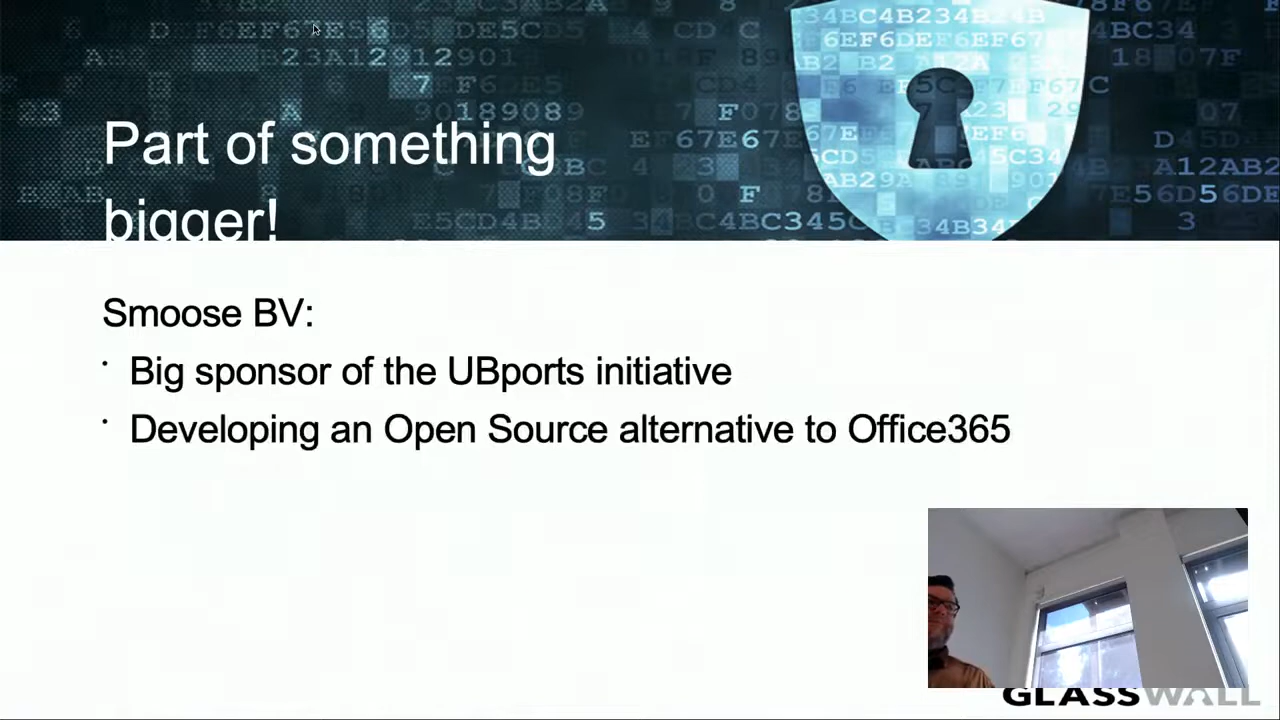 Part of something
bigger!
Smoose BV:
· Big sponsor of the UBports initiative
· Developing an Open Source alternative to Office365
GLASSWALL